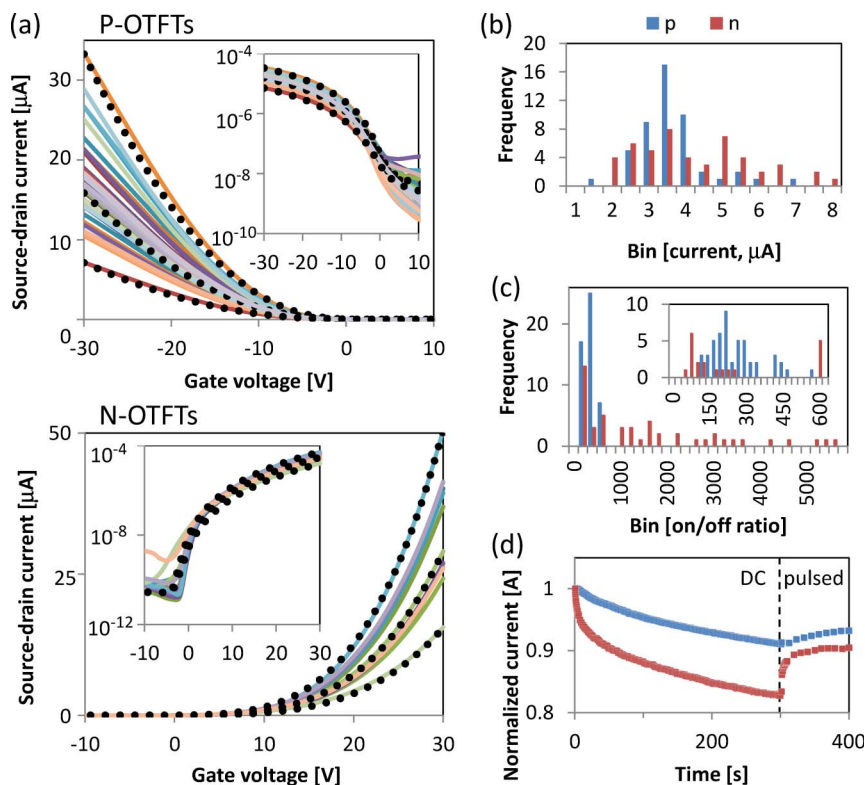 (a) P-OTFTs
Source-drain current [µA]
30
20
10
0
-30 -20 -10 0 10
Gate voltage [V]
10-4
10-6
10-8
10-10
-30 -20 -10 0 10
N-OTFTs
Source-drain current [µA]
50
25
0
-10 0 10 20 30
Gate voltage [V]
10-4
10-8
10-12
-10 0 10 20 30
(b) p n
Frequency
20
16
12
8
4
0
1 2 3 4 5 6 7 8
Bin [current, µA]
(c)
Frequency
20
10
0
0 1000 2000 3000 4000 5000
Bin [on/off ratio]
10
5
0
0 150 300 450 600
(d)
Normalized current [A]
1
0.9
0.8
DC pulsed
0 200 400
Time [s]